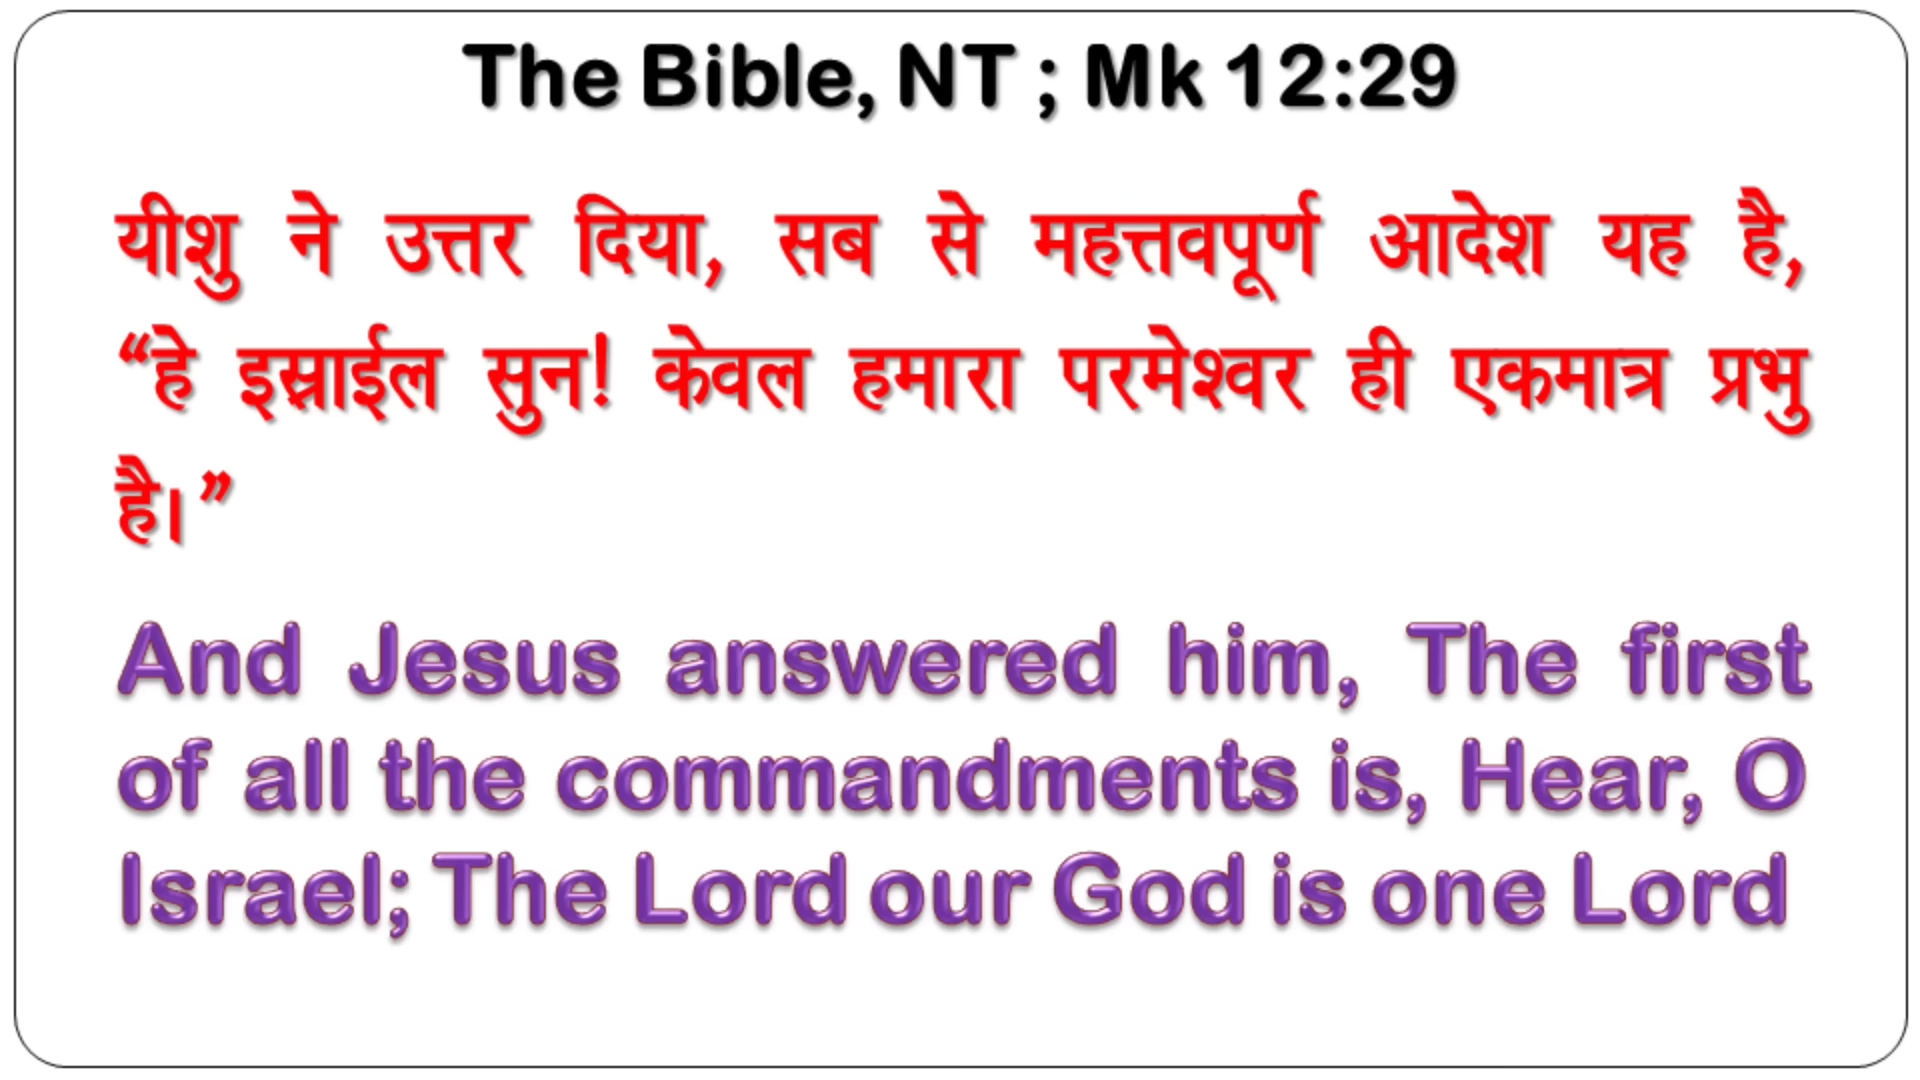 The Bible, NT ; Mk 12:29
यीशु ने उत्तर दिया, सब से महत्तवपूर्ण आदेश यह है,
“हे इस्राईल सुन! केवल हमारा परमेश्वर ही एकमात्र प्रभु
है।”
And Jesus answered him, The first
of all the commandments is, Hear, O
Israel; The Lord our God is one Lord